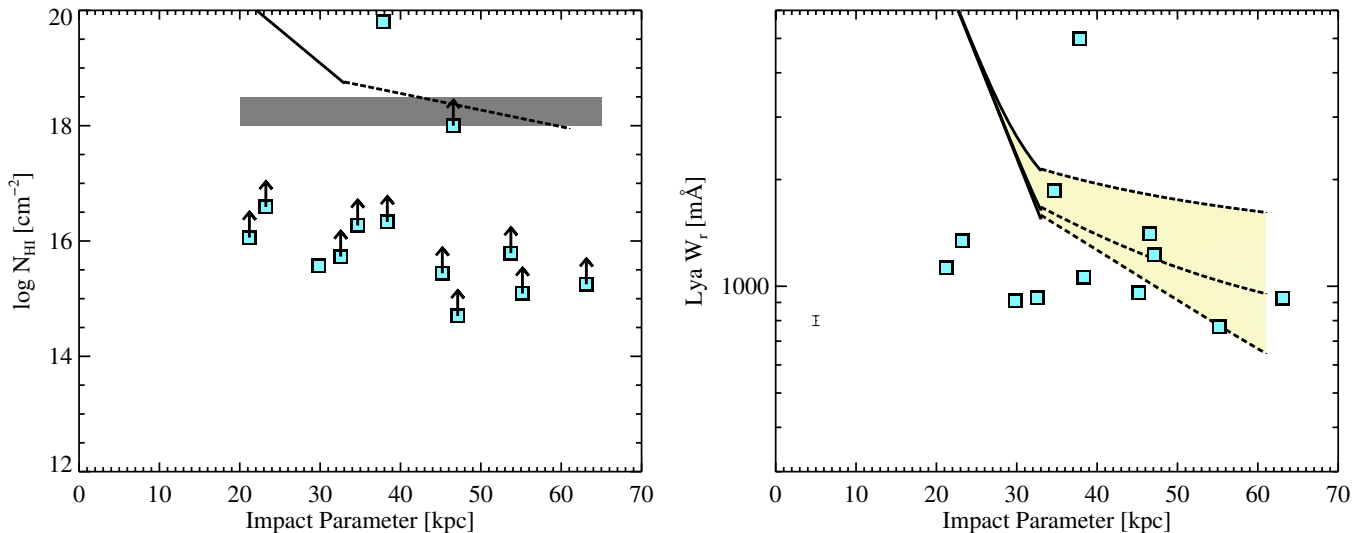 20
18
16
14
12
log N_HI [cm⁻²]
0 10 20 30 40 50 60 70
Impact Parameter [kpc]
1000
Lya W_r [mÅ]
0 10 20 30 40 50 60 70
Impact Parameter [kpc]